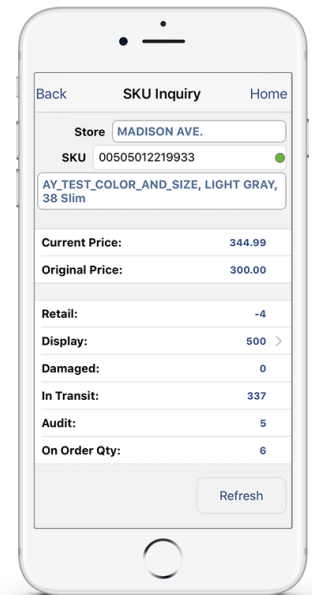 Back SKU Inquiry Home
Store MADISON AVE.
SKU 00505012219933
AY_TEST_COLOR_AND_SIZE, LIGHT GRAY,
38 Slim
Current Price: 344.99
Original Price: 300.00
Retail: -4
Display: 500
Damaged: 0
In Transit: 337
Audit: 5
On Order Qty: 6
Refresh